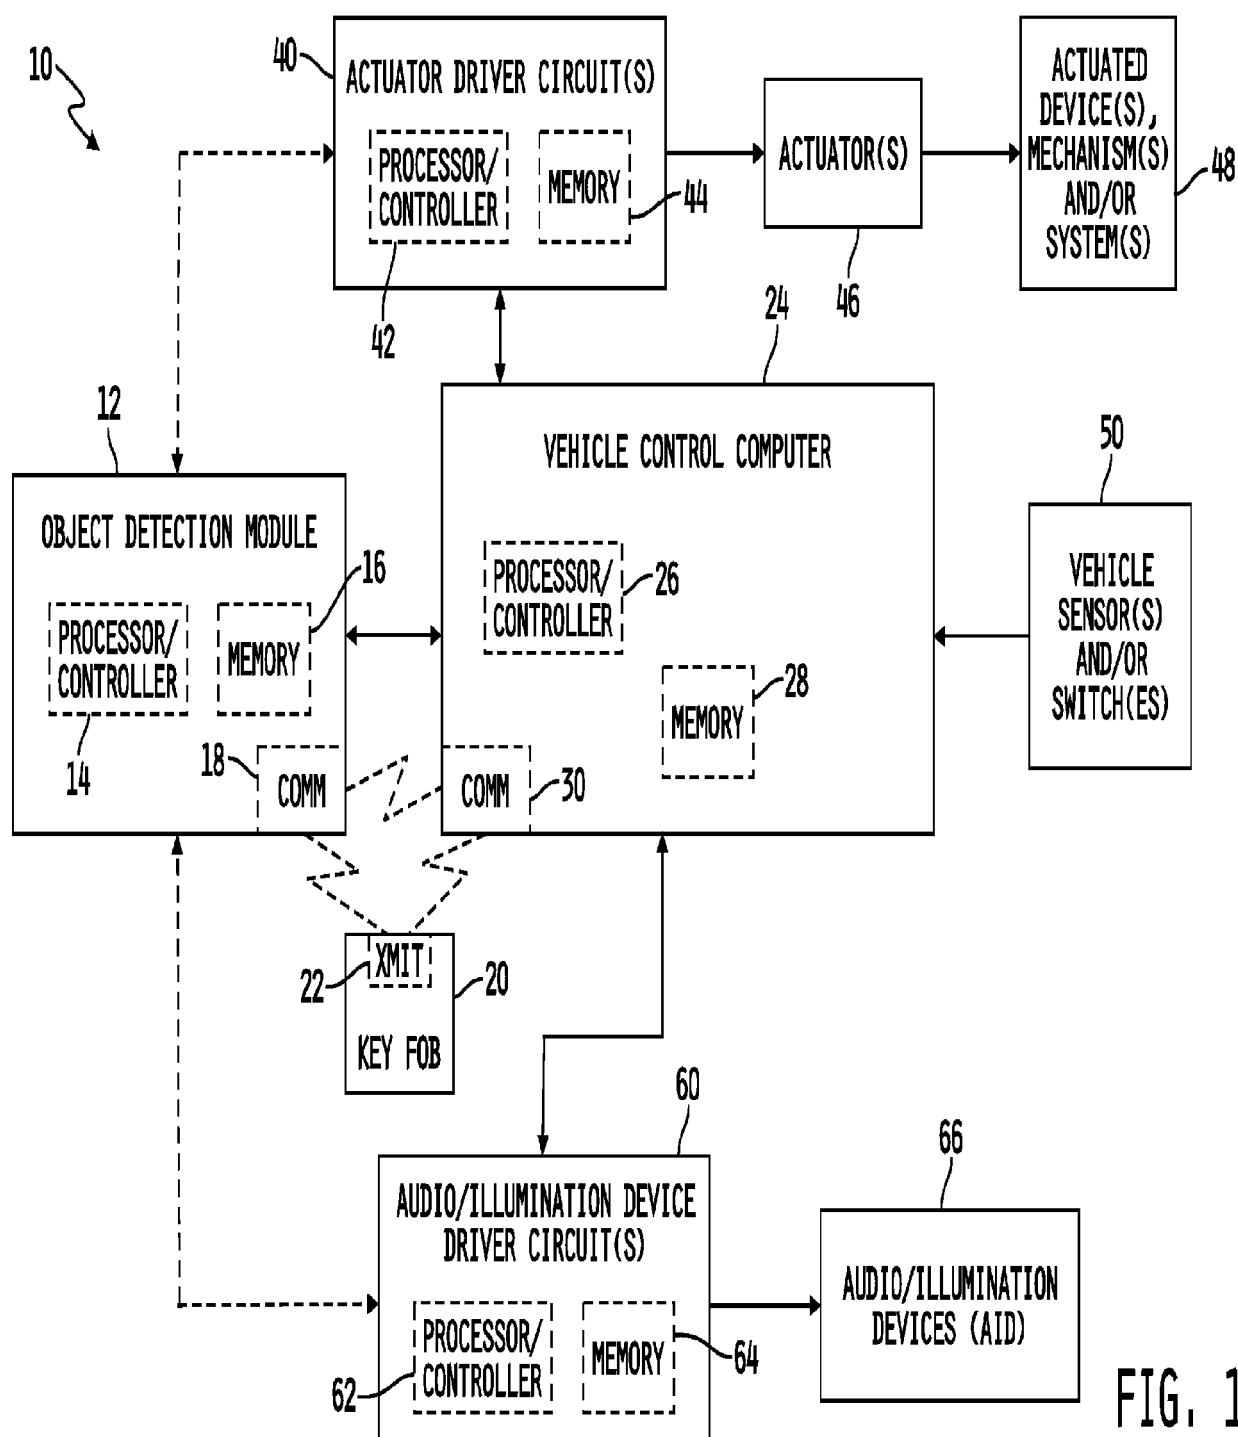 10
40
ACTUATOR DRIVER CIRCUIT(S)
PROCESSOR/
CONTROLLER
MEMORY
42
44
ACTUATOR(S)
46
ACTUATED
DEVICE(S),
MECHANISM(S)
AND/OR
SYSTEM(S)
48
24
VEHICLE CONTROL COMPUTER
PROCESSOR/
CONTROLLER
26
MEMORY
28
COMM
30
12
OBJECT DETECTION MODULE
PROCESSOR/
CONTROLLER
14
MEMORY
16
18
COMM
50
VEHICLE
SENSOR(S)
AND/OR
SWITCH(ES)
XMIT
22
20
KEY FOB
60
AUDIO/ILLUMINATION DEVICE
DRIVER CIRCUIT(S)
PROCESSOR/
CONTROLLER
62
MEMORY
64
66
AUDIO/ILLUMINATION
DEVICES (AID)
FIG. 1